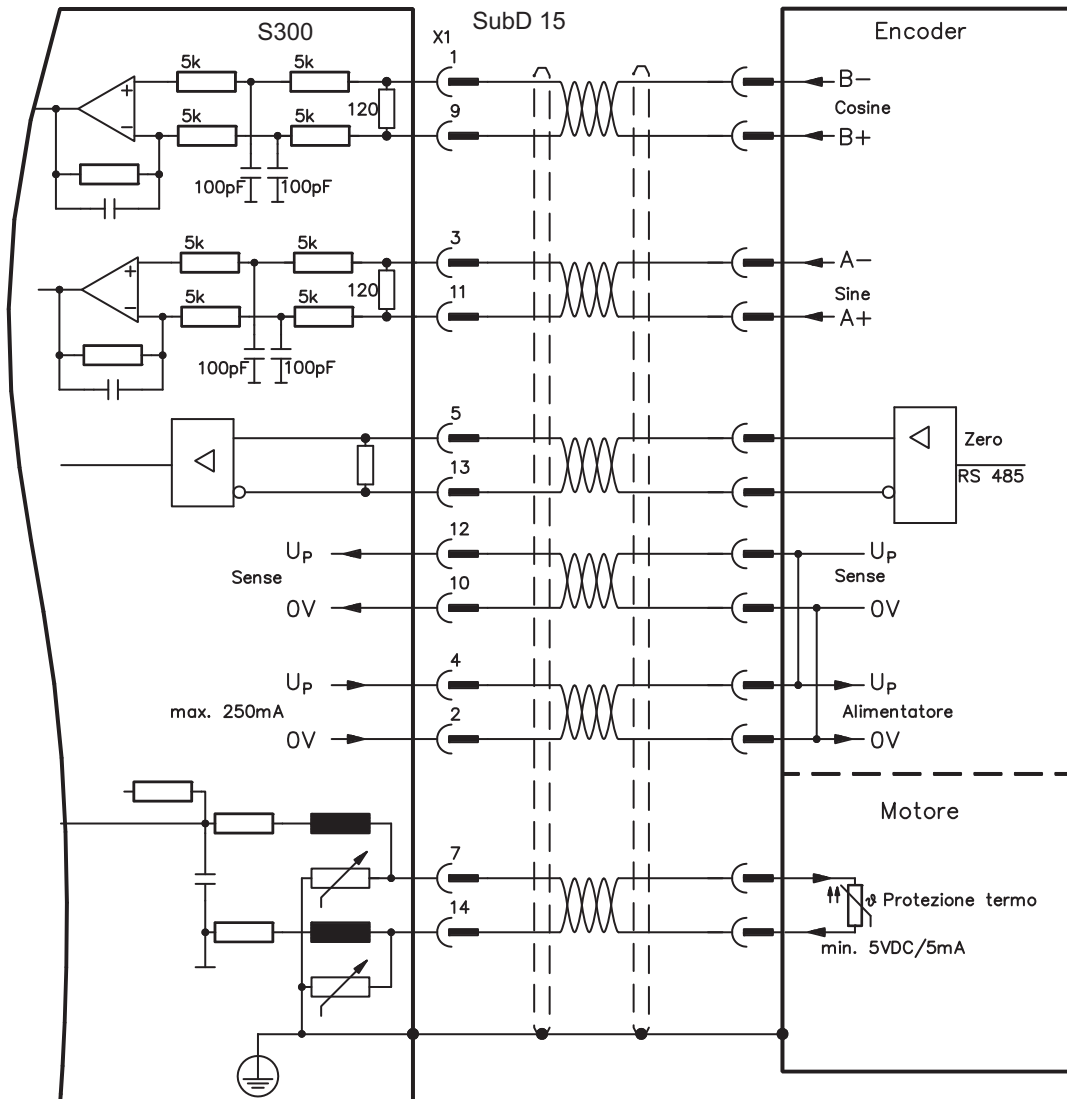 S300
SubD 15
Encoder
X1
5k
5k
1
B-
120
Cosine
5k
5k
9
B+
100pF
100pF
5k
5k
3
A-
120
Sine
5k
5k
11
A+
100pF
100pF
5
Zero
13
RS 485
UP
12
UP
Sense
Sense
0V
10
0V
UP
4
UP
max. 250mA
Alimentatore
0V
2
0V
Motore
7
ϑ Protezione termo
14
min. 5VDC/5mA